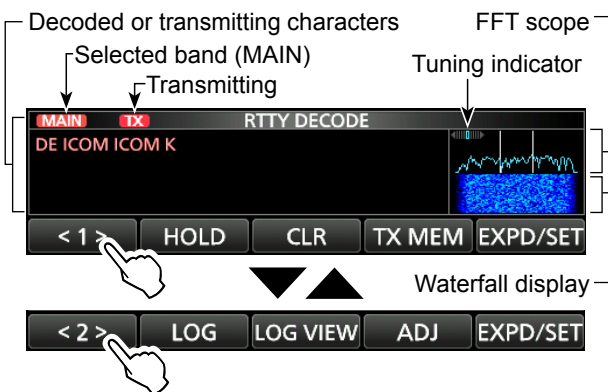 Decoded or transmitting characters
FFT scope
Selected band (MAIN)
Tuning indicator
Transmitting
MAIN TX RTTY DECODE
DE ICOM ICOM K
< 1 > HOLD CLR TX MEM EXPD/SET
Waterfall display
< 2 > LOG LOG VIEW ADJ EXPD/SET